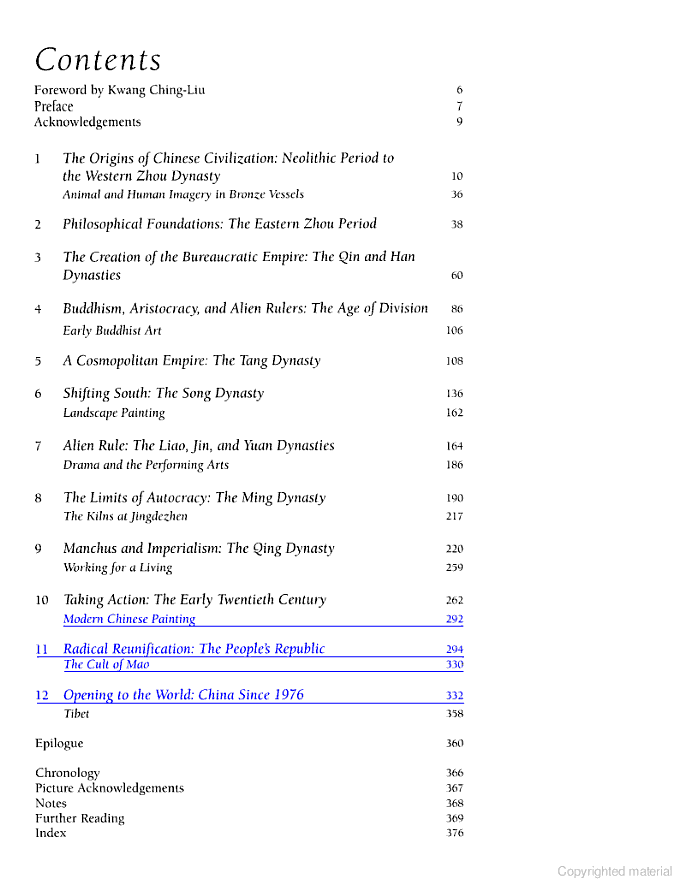 Contents
Foreword by Kwang Ching-Liu 6
Preface 7
Acknowledgements 9
1 The Origins of Chinese Civilization: Neolithic Period to
the Western Zhou Dynasty 10
Animal and Human Imagery in Bronze Vessels 36
2 Philosophical Foundations: The Eastern Zhou Period 38
3 The Creation of the Bureaucratic Empire: The Qin and Han
Dynasties 60
4 Buddhism, Aristocracy, and Alien Rulers: The Age of Division 86
Early Buddhist Art 106
5 A Cosmopolitan Empire: The Tang Dynasty 108
6 Shifting South: The Song Dynasty 136
Landscape Painting 162
7 Alien Rule: The Liao, Jin, and Yuan Dynasties 164
Drama and the Performing Arts 186
8 The Limits of Autocracy: The Ming Dynasty 190
The Kilns at Jingdezhen 217
9 Manchus and Imperialism: The Qing Dynasty 220
Working for a Living 259
10 Taking Action: The Early Twentieth Century 262
Modern Chinese Painting 292
11 Radical Reunification: The People's Republic 294
The Cult of Mao 330
12 Opening to the World: China Since 1976 332
Tibet 358
Epilogue 360
Chronology 366
Picture Acknowledgements 367
Notes 368
Further Reading 369
Index 376
Copyrighted material